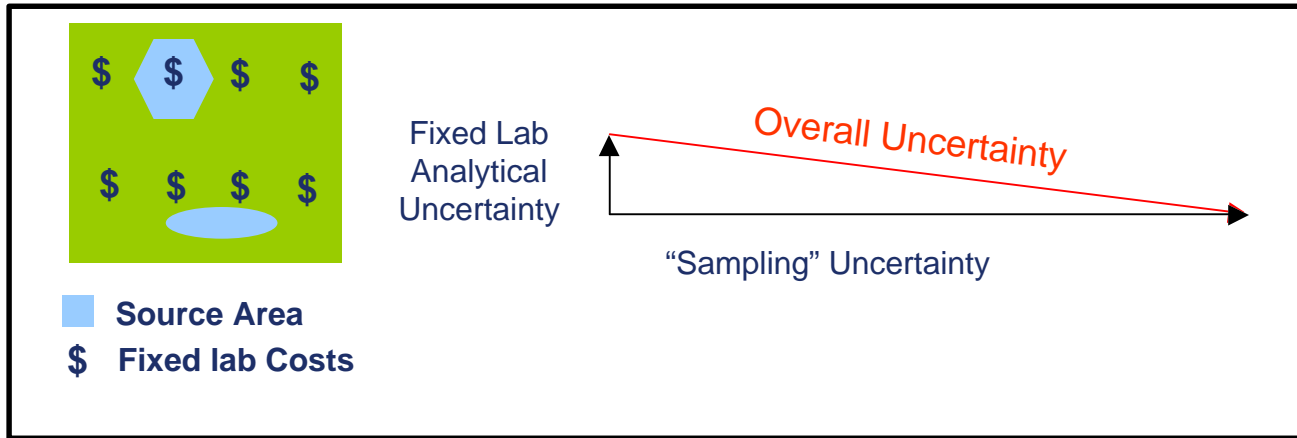 $ $ $ $
$ $ $ $
Source Area
$ Fixed lab Costs
Fixed Lab
Analytical
Uncertainty
Overall Uncertainty
“Sampling” Uncertainty